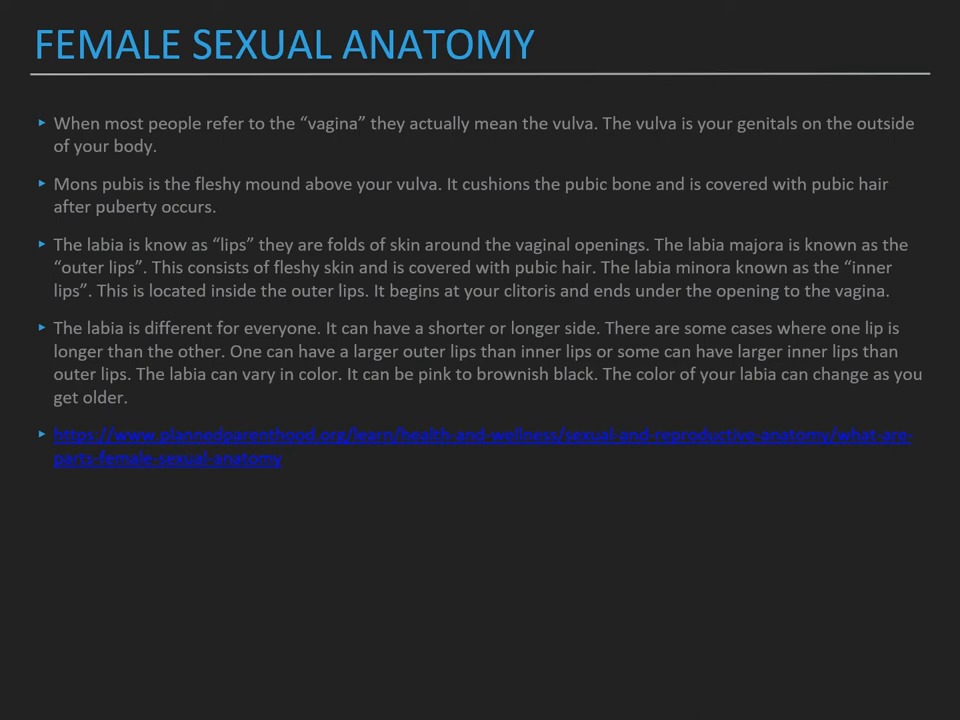 FEMALE SEXUAL ANATOMY
▸ When most people refer to the “vagina” they actually mean the vulva. The vulva is your genitals on the outside
of your body.
▸ Mons pubis is the fleshy mound above your vulva. It cushions the pubic bone and is covered with pubic hair
after puberty occurs.
▸ The labia is know as “lips” they are folds of skin around the vaginal openings. The labia majora is known as the
“outer lips”. This consists of fleshy skin and is covered with pubic hair. The labia minora known as the “inner
lips”. This is located inside the outer lips. It begins at your clitoris and ends under the opening to the vagina.
▸ The labia is different for everyone. It can have a shorter or longer side. There are some cases where one lip is
longer than the other. One can have a larger outer lips than inner lips or some can have larger inner lips than
outer lips. The labia can vary in color. It can be pink to brownish black. The color of your labia can change as you
get older.
▸ https://www.plannedparenthood.org/learn/health-and-wellness/sexual-and-reproductive-anatomy/what-are-
parts-female-sexual-anatomy